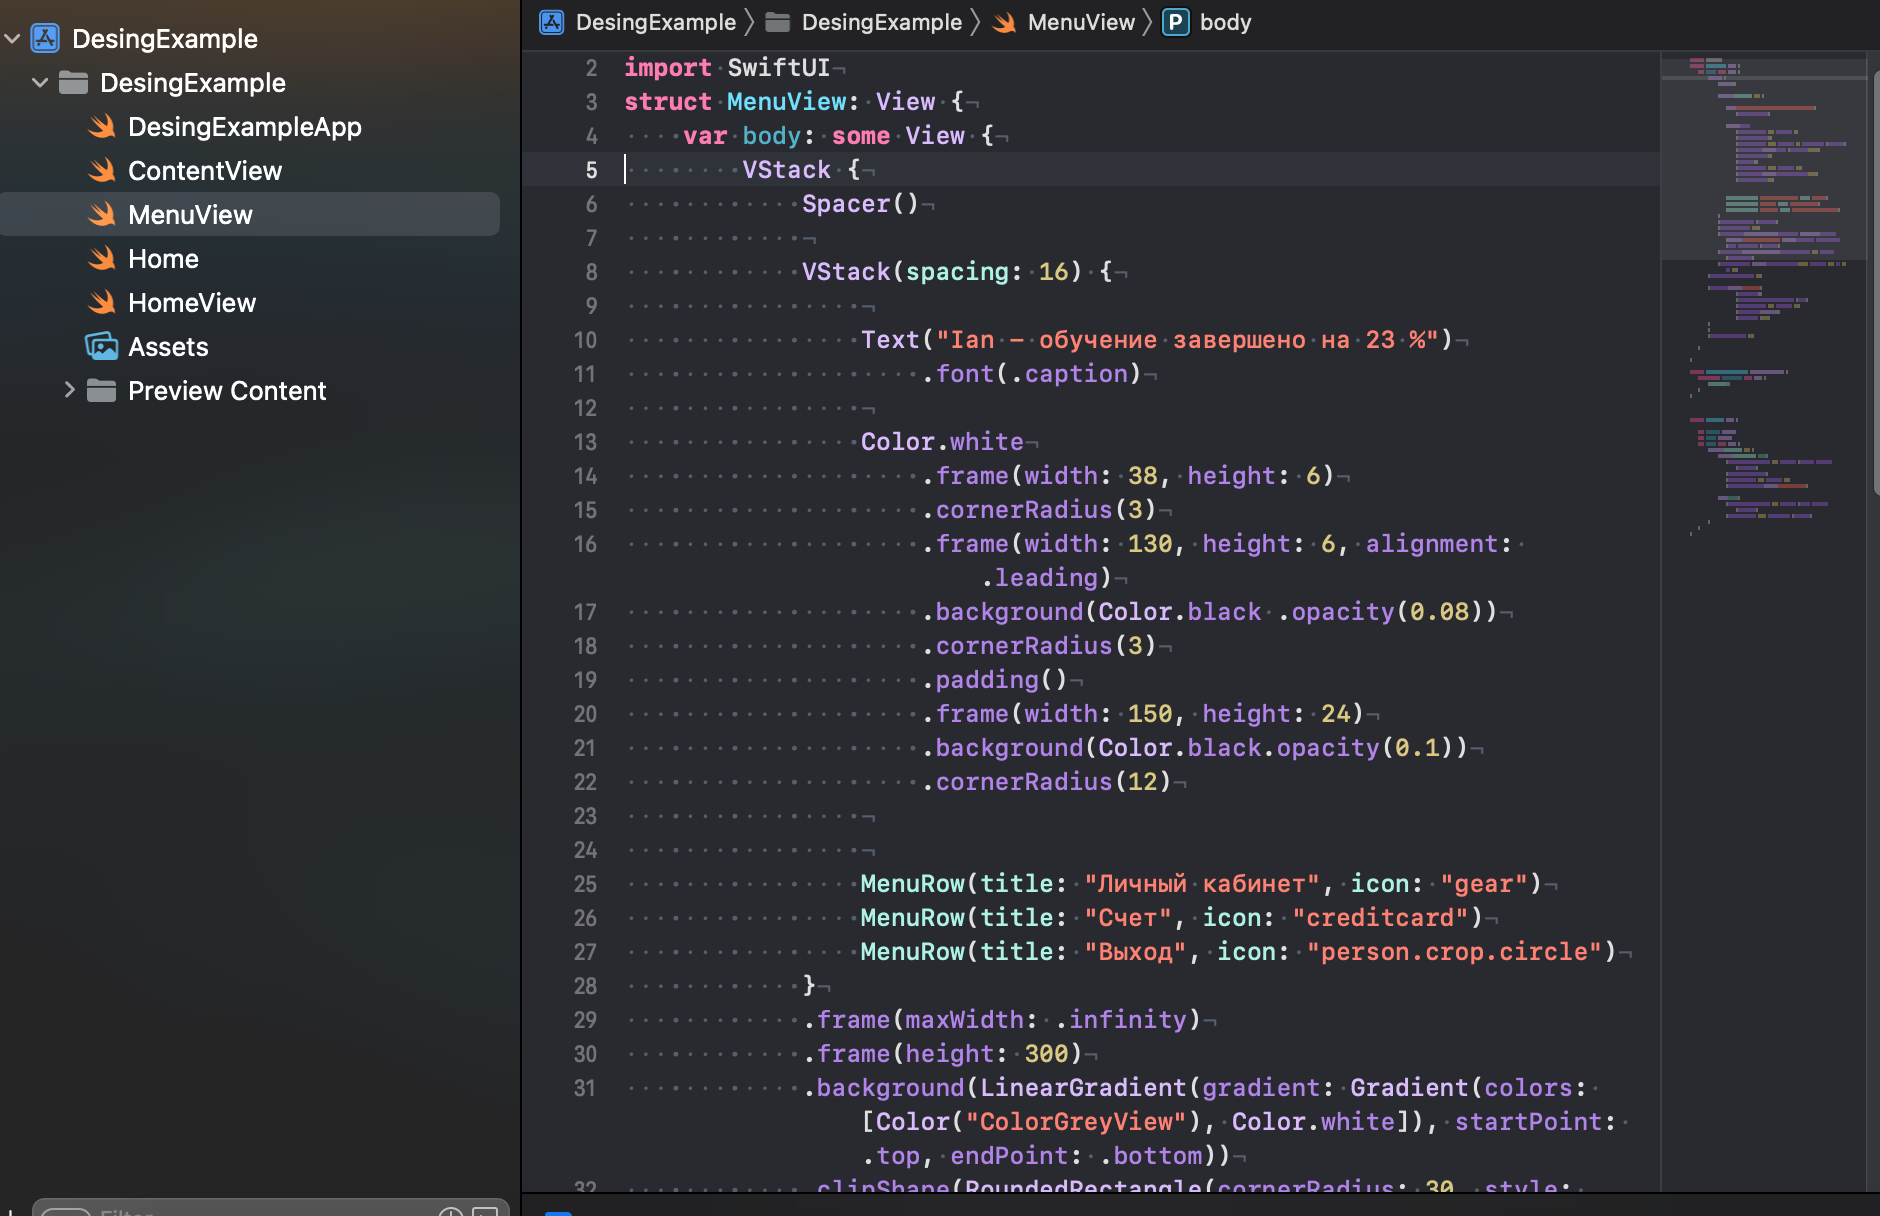 DesingExample
DesingExample
DesingExampleApp
ContentView
MenuView
Home
HomeView
Assets
Preview Content
DesingExample DesingExample MenuView P body
2 import SwiftUI
3 struct MenuView: View {
4 var body: some View {
5 VStack {
6 Spacer()
7
8 VStack(spacing: 16) {
9
10 Text("Ian — обучение завершено на 23 %")
11 .font(.caption)
12
13 Color.white
14 .frame(width: 38, height: 6)
15 .cornerRadius(3)
16 .frame(width: 130, height: 6, alignment:
.leading)
17 .background(Color.black .opacity(0.08))
18 .cornerRadius(3)
19 .padding()
20 .frame(width: 150, height: 24)
21 .background(Color.black.opacity(0.1))
22 .cornerRadius(12)
23
24
25 MenuRow(title: "Личный кабинет", icon: "gear")
26 MenuRow(title: "Счет", icon: "creditcard")
27 MenuRow(title: "Выход", icon: "person.crop.circle")
28 }
29 .frame(maxWidth: .infinity)
30 .frame(height: 300)
31 .background(LinearGradient(gradient: Gradient(colors:
[Color("ColorGreyView"), Color.white]), startPoint:
.top, endPoint: .bottom))
32 .clipShape(RoundedRectangle(cornerRadius: 30, style:
Filter